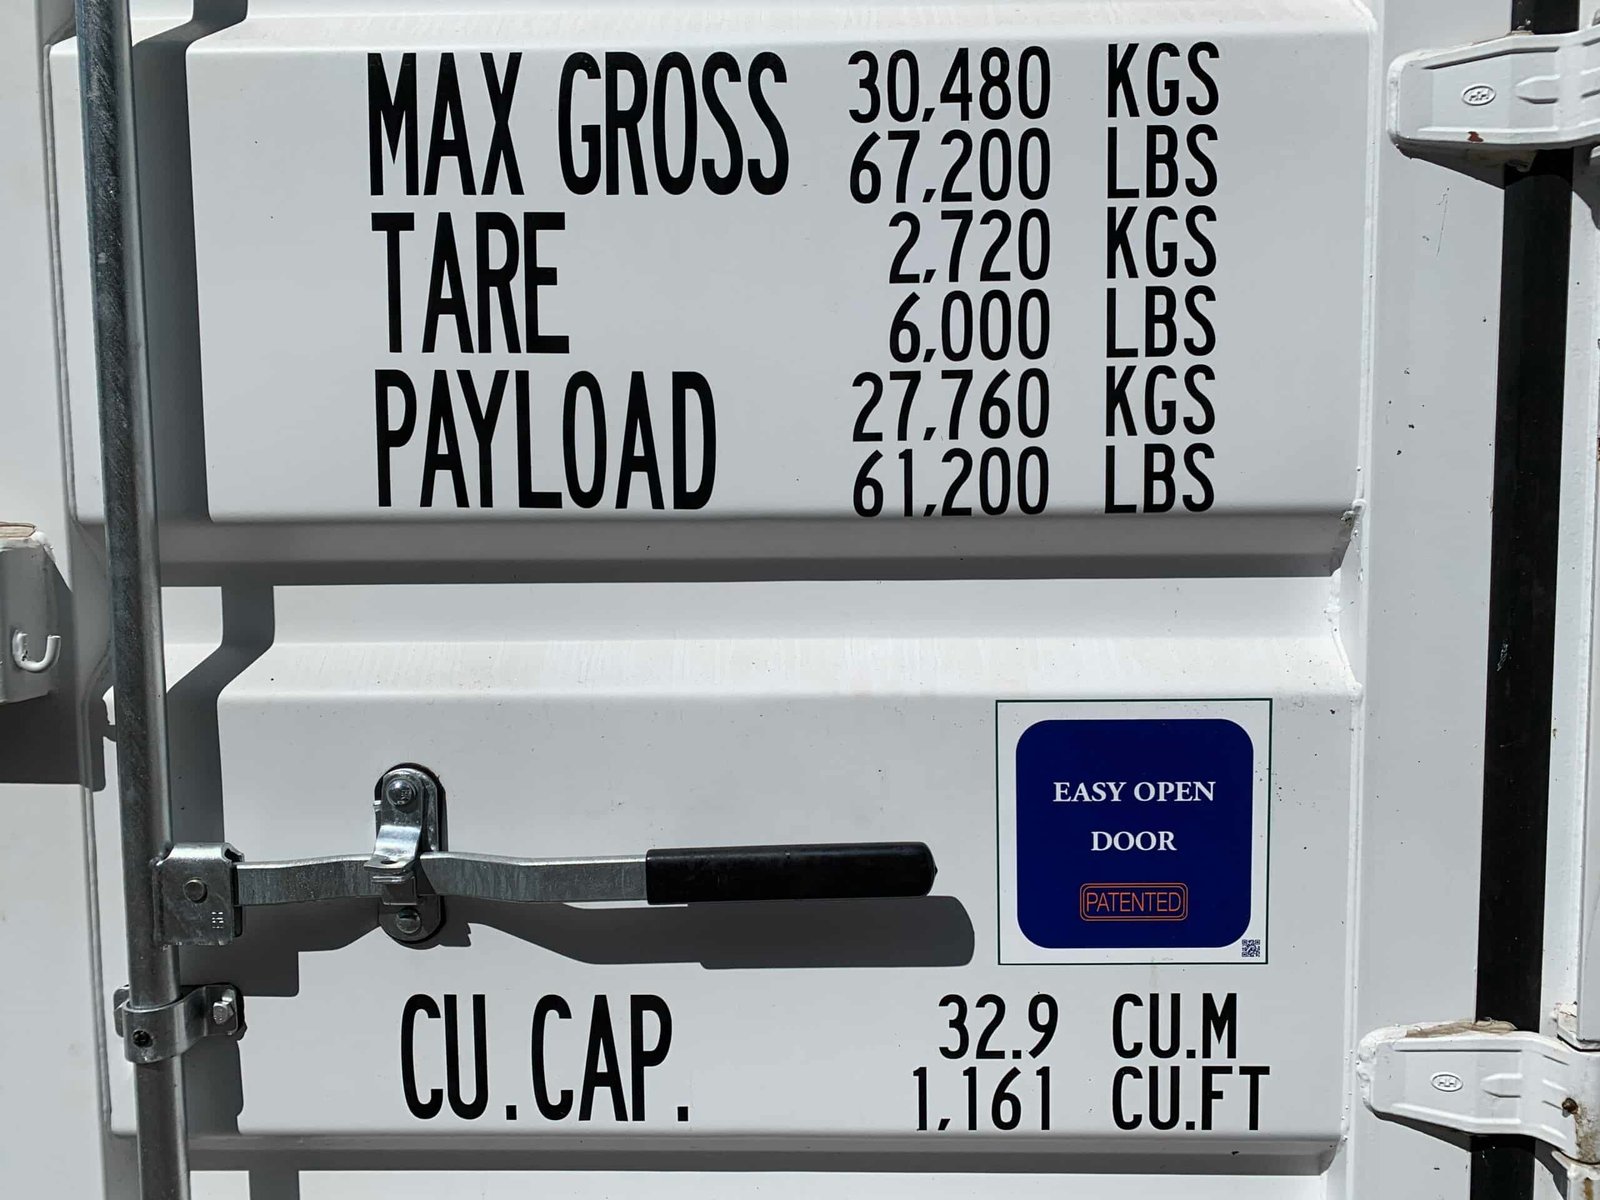 MAX GROSS 30,480 KGS
67,200 LBS
TARE 2,720 KGS
6,000 LBS
PAYLOAD 27,760 KGS
61,200 LBS
EASY OPEN
DOOR
PATENTED
CU.CAP. 32.9 CU.M
1,161 CU.FT